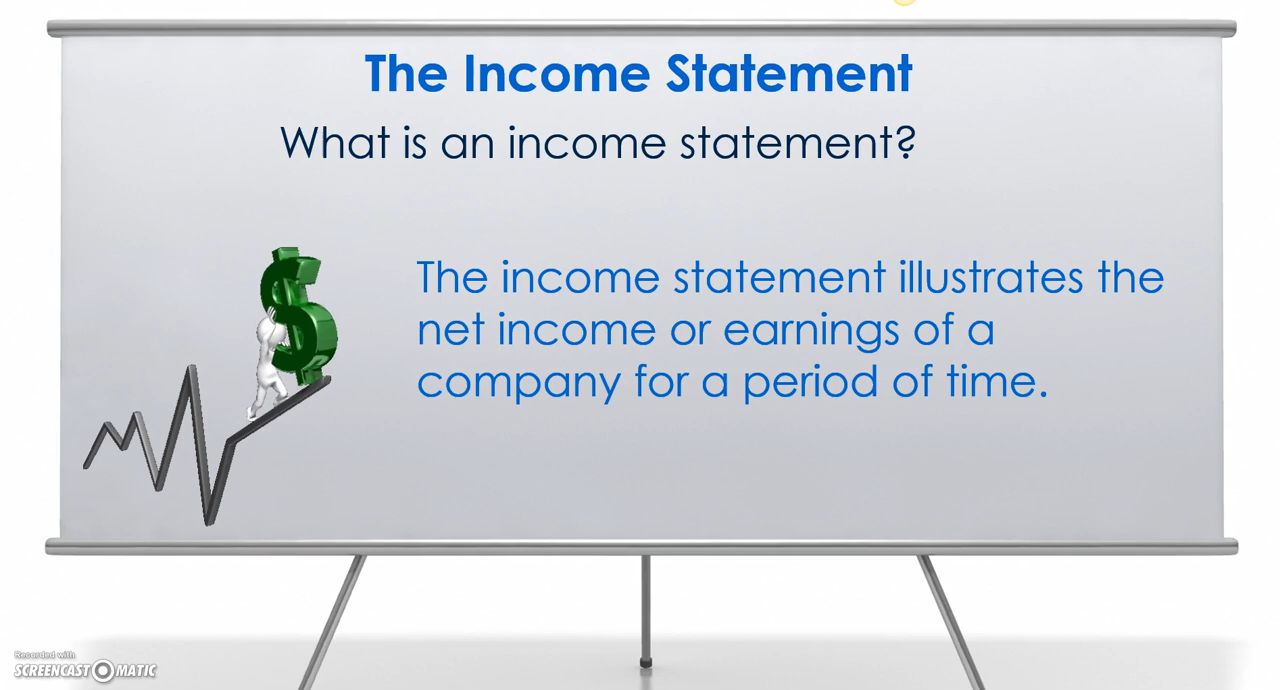 The Income Statement
What is an income statement?
The income statement illustrates the
net income or earnings of a
company for a period of time.
Recorded with
SCREENCAST-O-MATIC